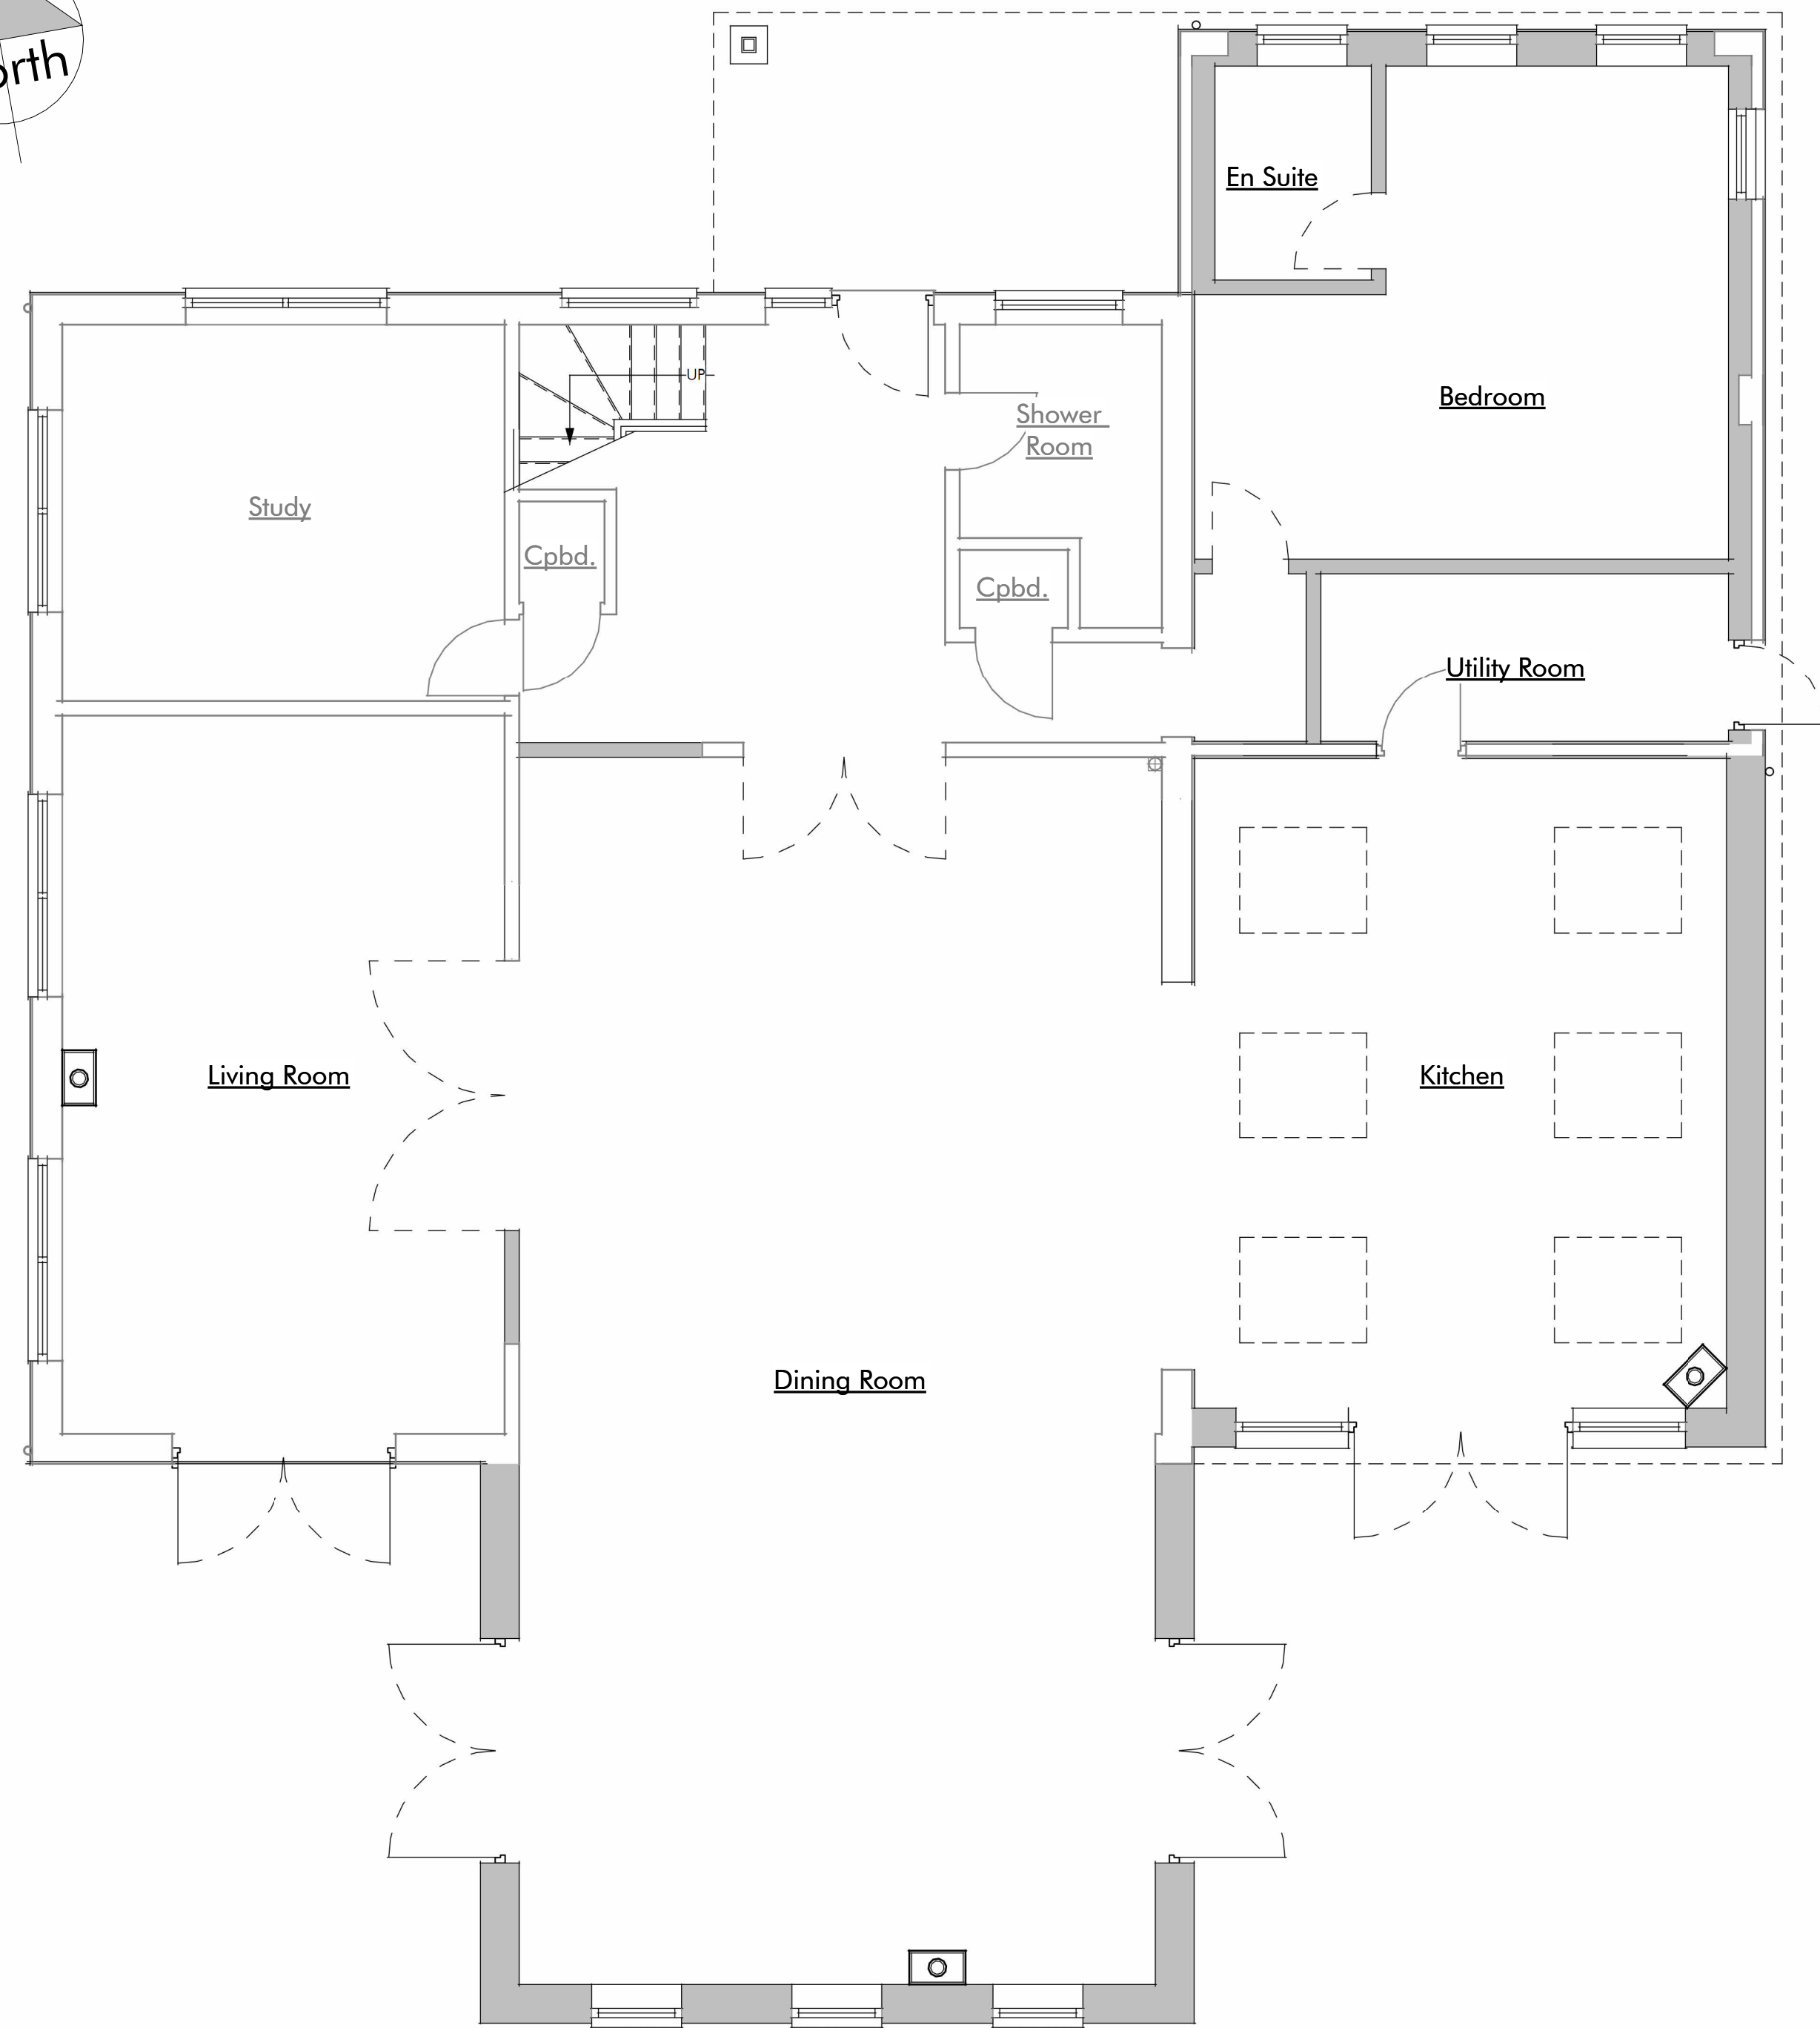 orth
En Suite
UP
Bedroom
Shower
Room
Study
Cpbd.
Cpbd.
Utility Room
Living Room
Kitchen
Dining Room